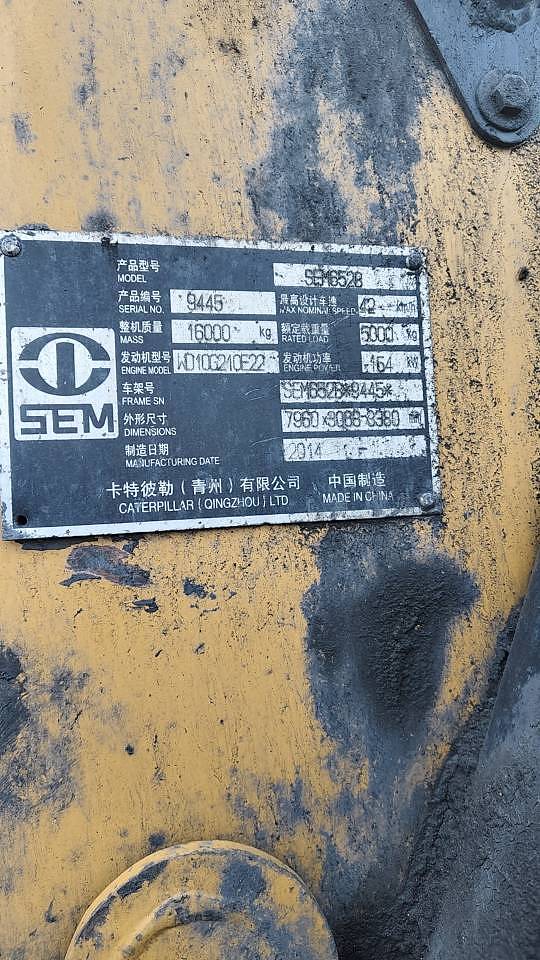 产品型号 SEM652B
MODEL
产品编号 9445 最高设计车速 42 Km/h
SERIAL NO. MAX NOMINAL SPEED
整机质量 16000 kg 额定载重量 5000 kg
MASS RATED LOAD
发动机型号 WD10G210E22 发动机功率 154 kW
ENGINE MODEL ENGINE POWER
车架号 SEM652B*9445*
FRAME SN
外形尺寸 7960 mm
DIMENSIONS
制造日期 2014
MANUFACTURING DATE
SEM
卡特彼勒（青州）有限公司 中国制造
CATERPILLAR (QINGZHOU) LTD MADE IN CHINA